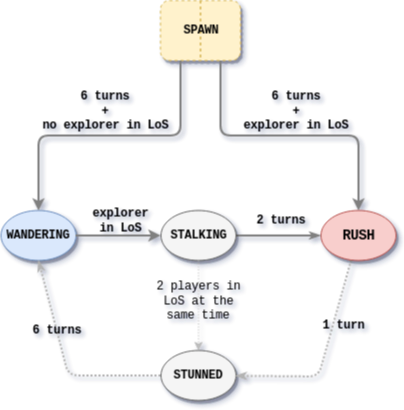 SPAWN
6 turns
+
no explorer in LoS
6 turns
+
explorer in LoS
WANDERING
explorer
in LoS
STALKING
2 turns
RUSH
2 players in
LoS at the
same time
6 turns
1 turn
STUNNED